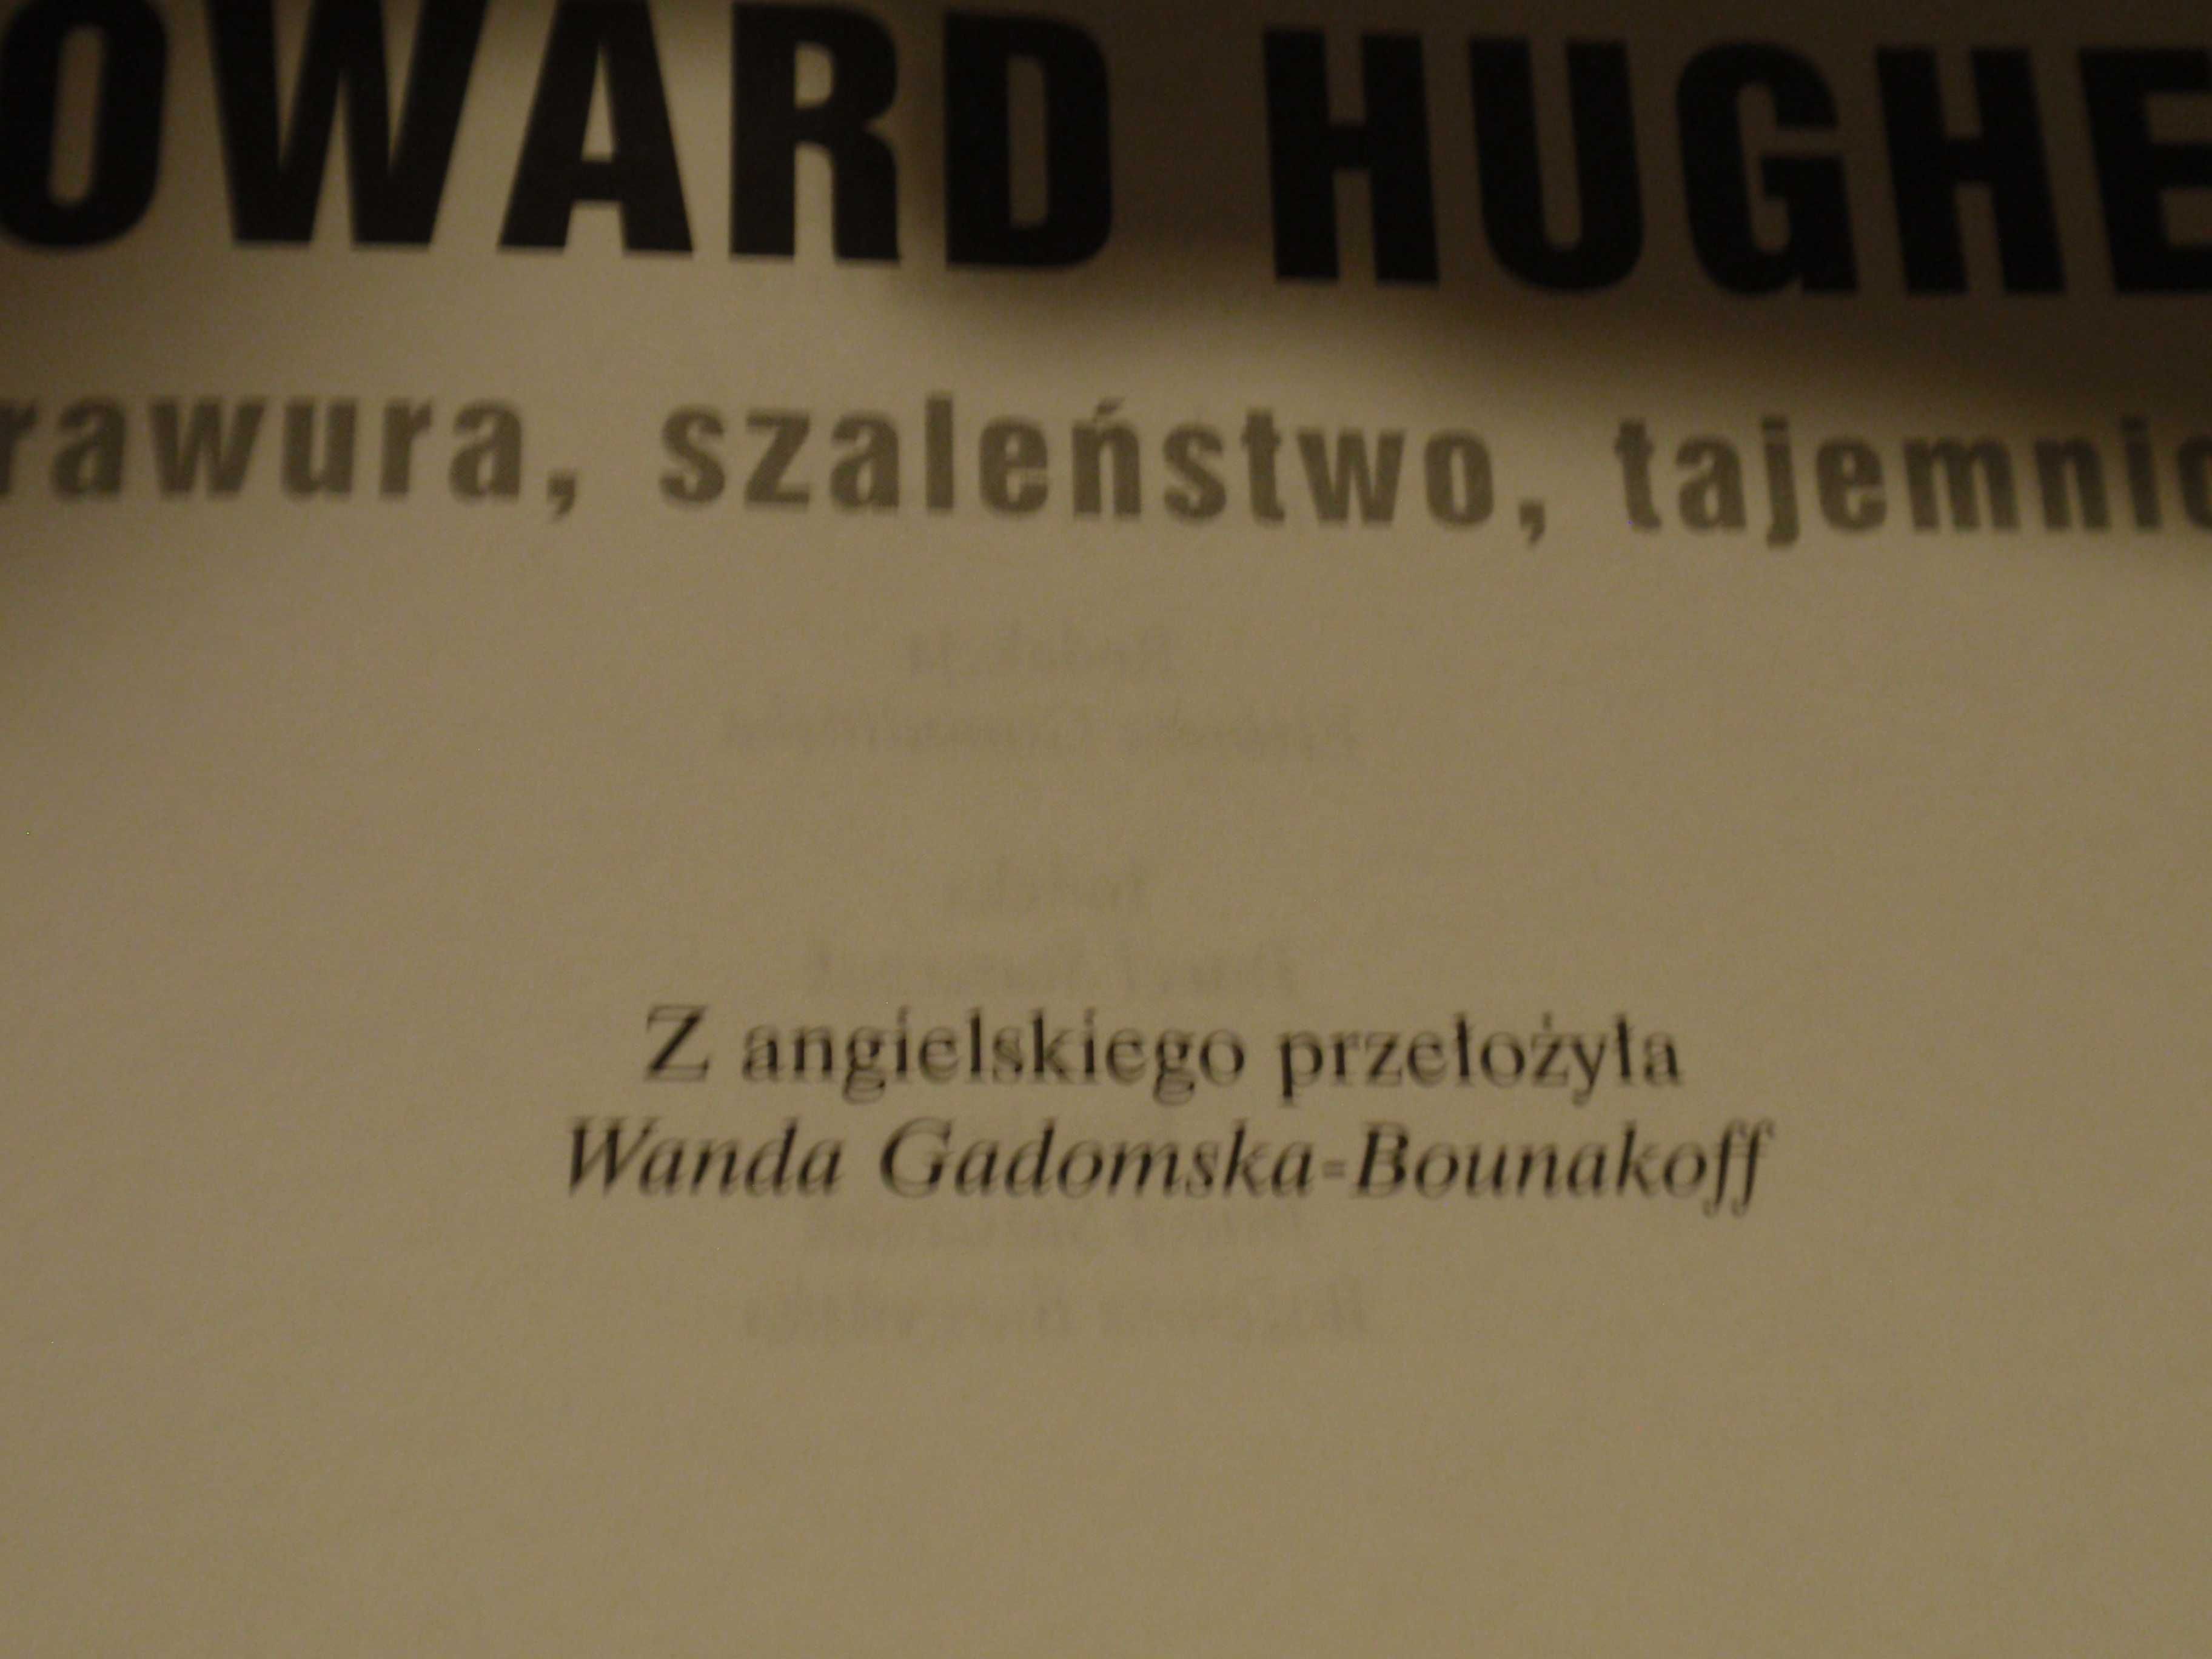 OWARD HUGHE
rawura, szaleństwo, tajemnic
Z angielskiego przełożyła
Wanda Gadomska-Bounakoff